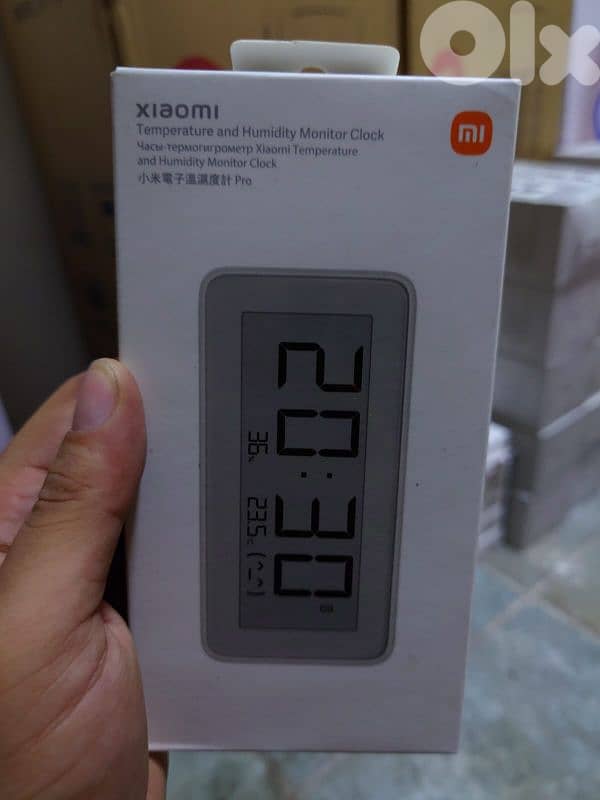 OLX
xiaomi
mi
Temperature and Humidity Monitor Clock
Часы-термогигрометр Xiaomi Temperature
and Humidity Monitor Clock
小米電子溫濕度計 Pro
20:30
36%
23.5°C (-_-)